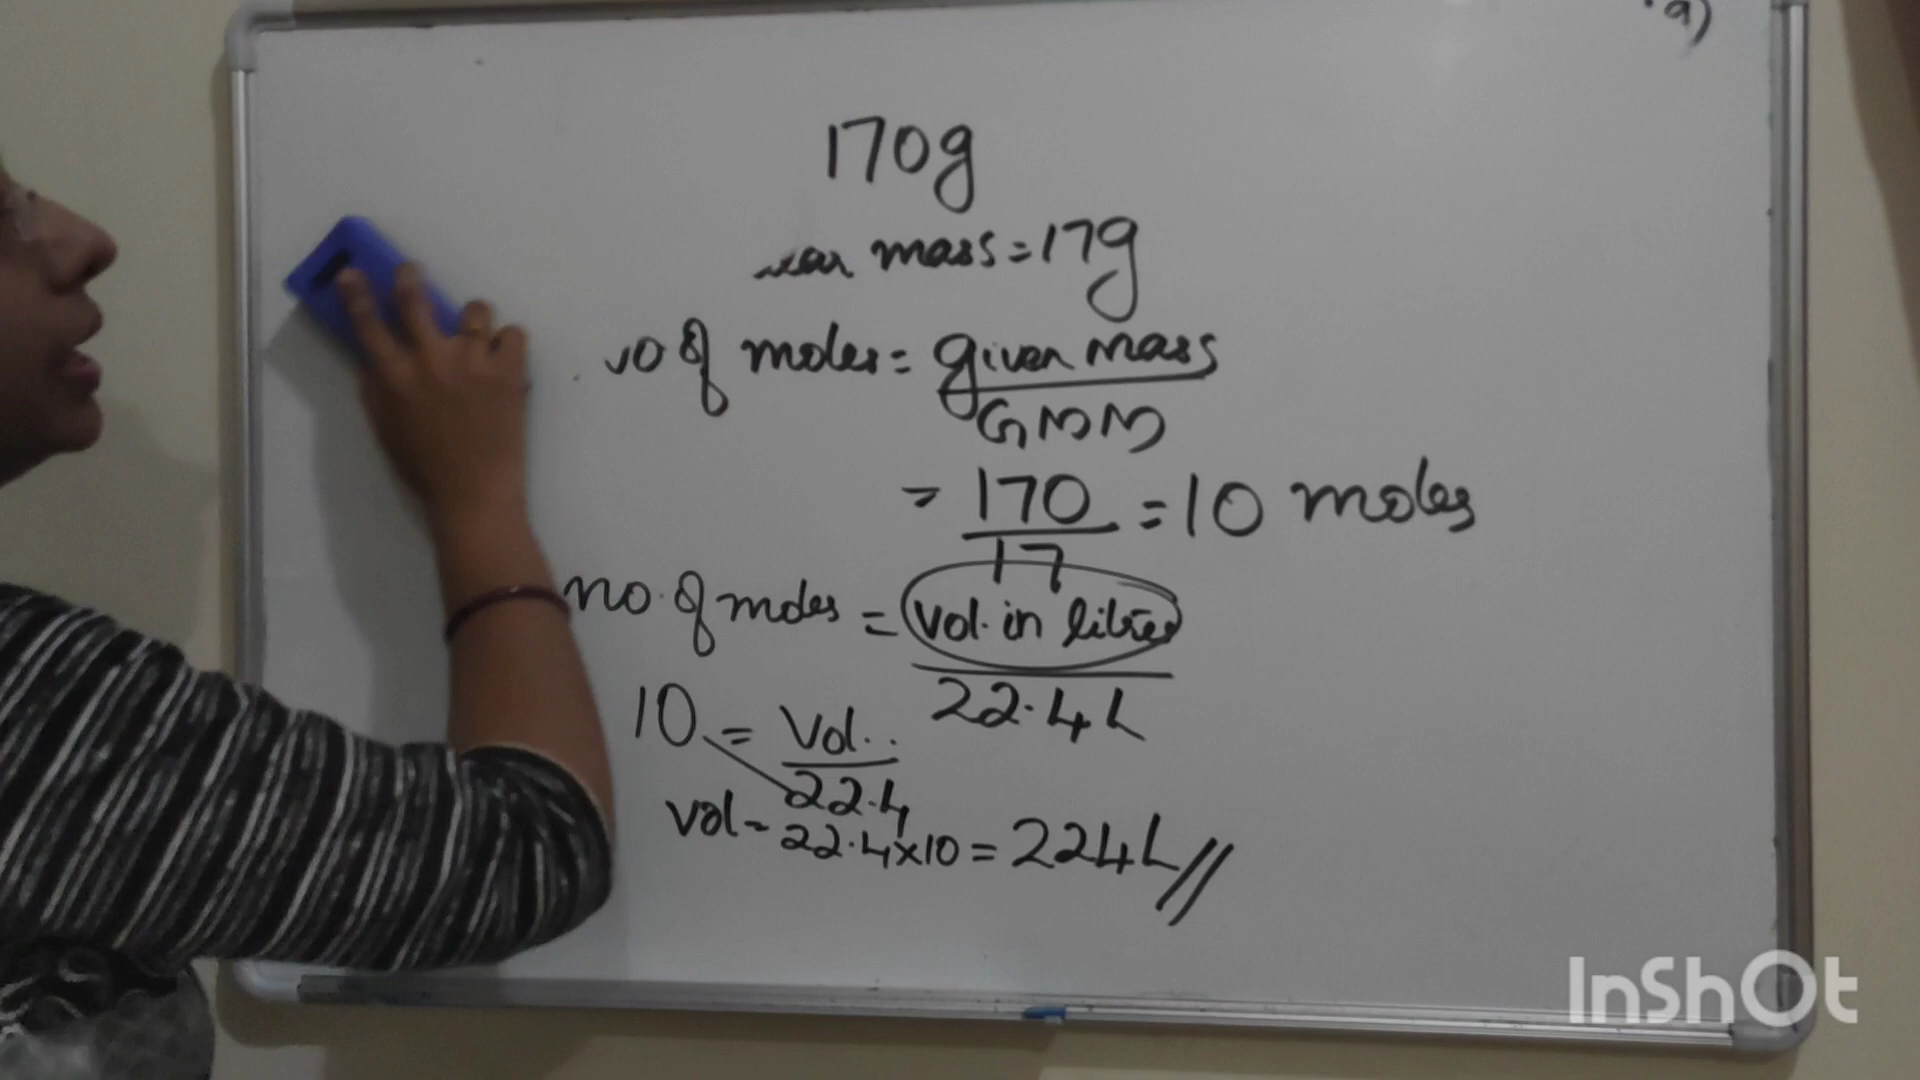 a)
170g
mass = 17g
of moles = given mass
GMM
= 170 = 10 moles
17
no. of moles = vol. in litres
22.4 L
10 = Vol..
22.4
Vol = 22.4 x 10 = 224L //
InShOt